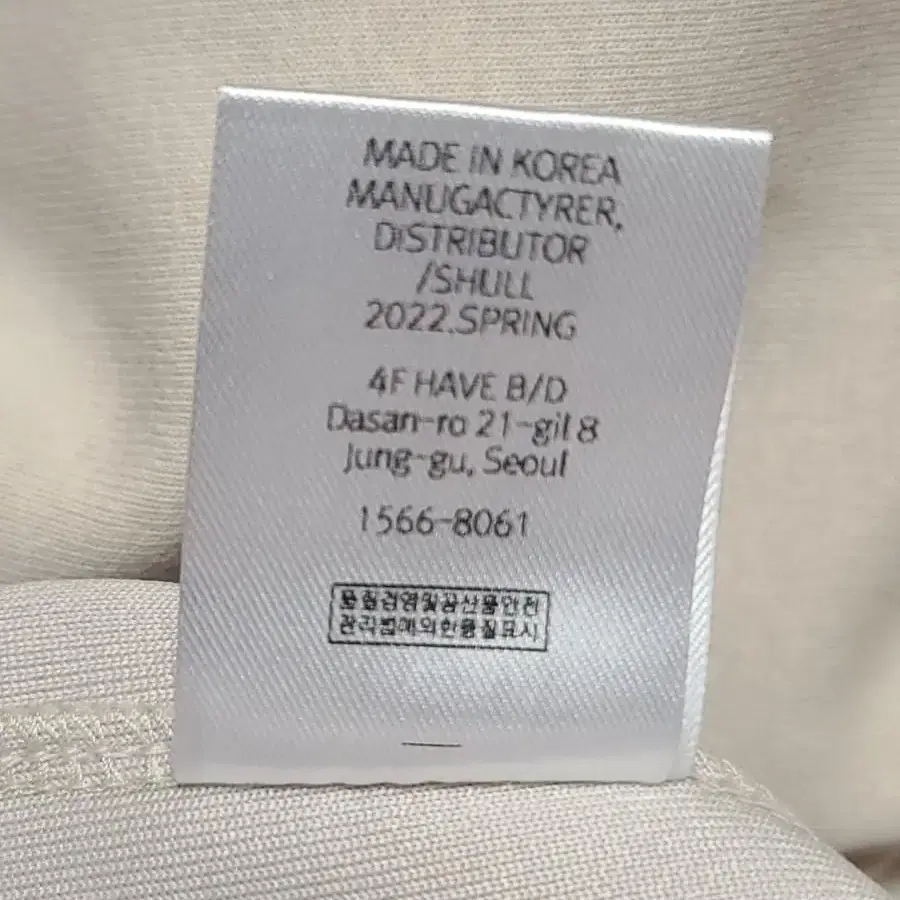 MADE IN KOREA
MANUGACTYRER,
DISTRIBUTOR
/SHULL
2022.SPRING
4F HAVE B/D
Dasan-ro 21-gil 8
Jung-gu, Seoul
1566-8061
품질경영및공산품안전
관리법에의한품질표시